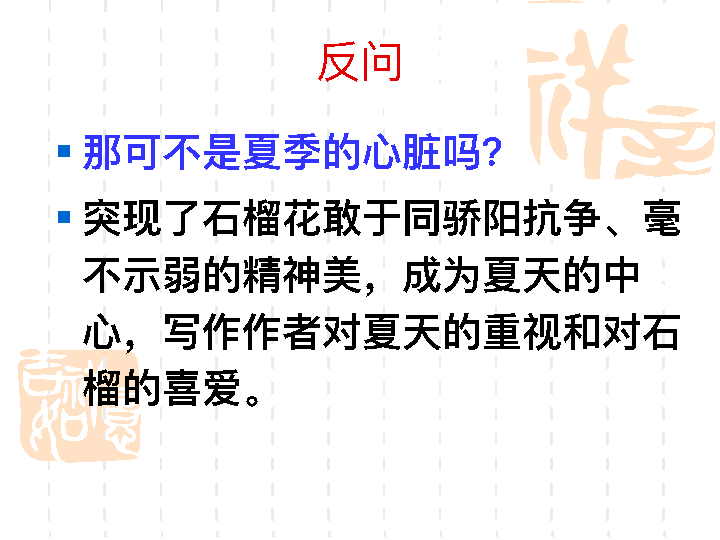 反问
那可不是夏季的心脏吗?
突现了石榴花敢于同骄阳抗争、毫
不示弱的精神美，成为夏天的中
心，写作作者对夏天的重视和对石
榴的喜爱。